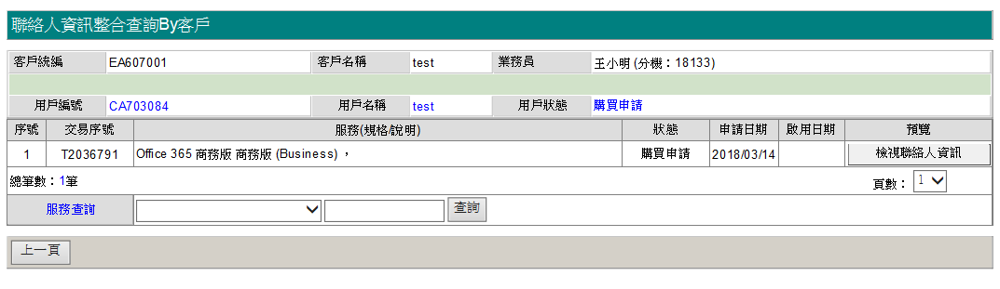 聯絡人資訊整合查詢By客戶
客戶統編 EA607001 客戶名稱 test 業務員 王小明 (分機：18133)
用戶編號 CA703084 用戶名稱 test 用戶狀態 購買申請
序號 交易序號 服務(規格/說明) 狀態 申請日期 啟用日期 預覽
1 T2036791 Office 365 商務版 商務版 (Business) ， 購買申請 2018/03/14 檢視聯絡人資訊
總筆數：1筆 頁數： 1
服務查詢 查詢
上一頁